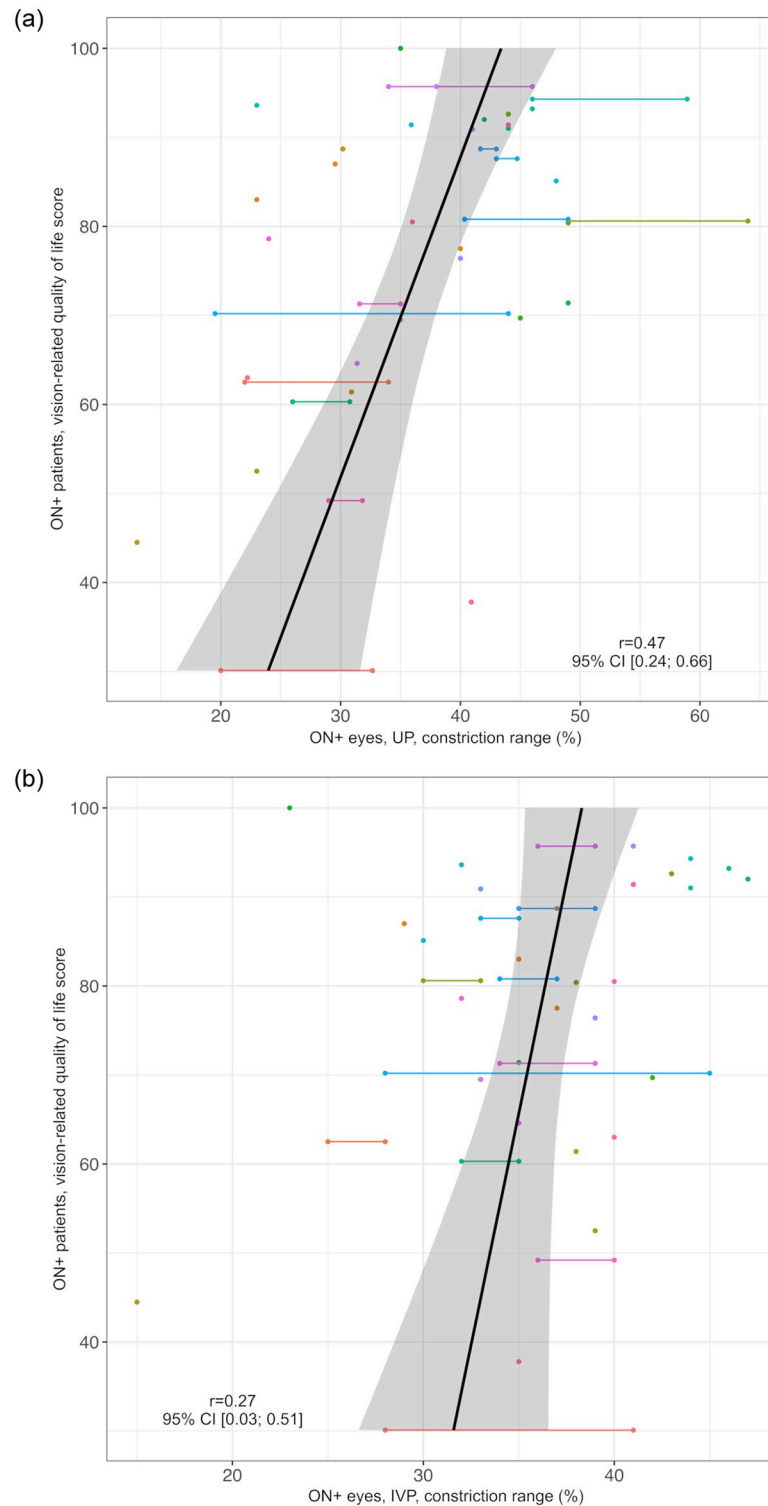 (a)
100
80
60
40
ON+ patients, vision-related quality of life score
r=0.47
95% CI [0.24; 0.66]
20 30 40 50 60
ON+ eyes, UP, constriction range (%)
(b)
100
80
60
40
ON+ patients, vision-related quality of life score
r=0.27
95% CI [0.03; 0.51]
20 30 40
ON+ eyes, IVP, constriction range (%)